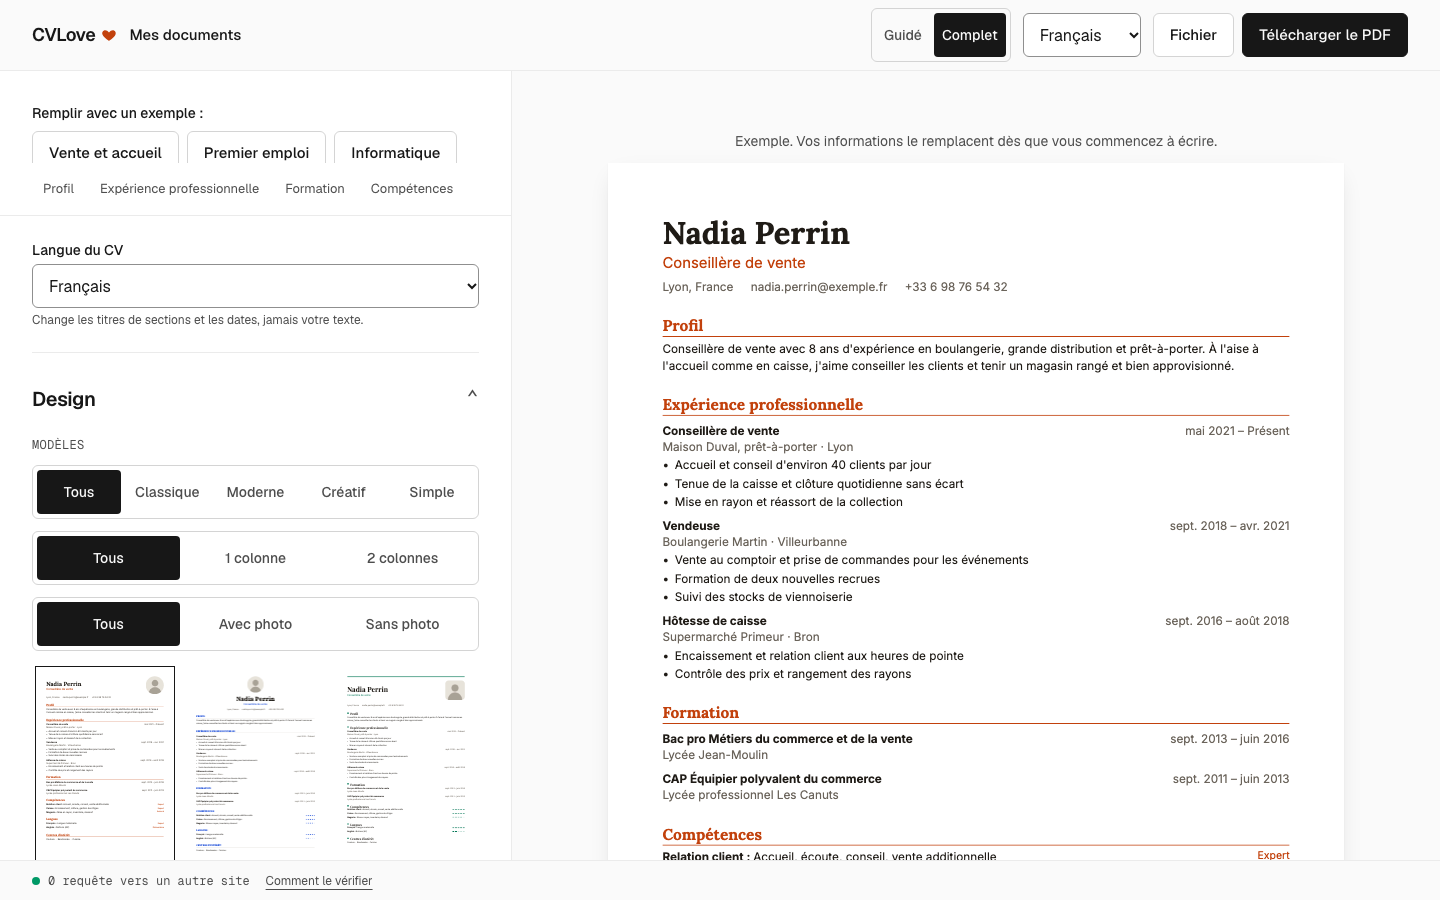 CVLove
Mes documents
Guidé
Complet
Français
Fichier
Télécharger le PDF
Remplir avec un exemple :
Vente et accueil
Premier emploi
Informatique
Profil
Expérience professionnelle
Formation
Compétences
Langue du CV
Français
Change les titres de sections et les dates, jamais votre texte.
Design
MODÈLES
Tous
Classique
Moderne
Créatif
Simple
Tous
1 colonne
2 colonnes
Tous
Avec photo
Sans photo
Nadia Perrin
Nadia Perrin
Nadia Perrin
Exemple. Vos informations le remplacent dès que vous commencez à écrire.
Nadia Perrin
Conseillère de vente
Lyon, France nadia.perrin@exemple.fr +33 6 98 76 54 32
Profil
Conseillère de vente avec 8 ans d'expérience en boulangerie, grande distribution et prêt-à-porter. À l'aise à
l'accueil comme en caisse, j'aime conseiller les clients et tenir un magasin rangé et bien approvisionné.
Expérience professionnelle
Conseillère de vente mai 2021 – Présent
Maison Duval, prêt-à-porter · Lyon
• Accueil et conseil d'environ 40 clients par jour
• Tenue de la caisse et clôture quotidienne sans écart
• Mise en rayon et réassort de la collection
Vendeuse sept. 2018 – avr. 2021
Boulangerie Martin · Villeurbanne
• Vente au comptoir et prise de commandes pour les événements
• Formation de deux nouvelles recrues
• Suivi des stocks de viennoiserie
Hôtesse de caisse sept. 2016 – août 2018
Supermarché Primeur · Bron
• Encaissement et relation client aux heures de pointe
• Contrôle des prix et rangement des rayons
Formation
Bac pro Métiers du commerce et de la vente sept. 2013 – juin 2016
Lycée Jean-Moulin
CAP Équipier polyvalent du commerce sept. 2011 – juin 2013
Lycée professionnel Les Canuts
Compétences
Relation client : Accueil, écoute, conseil, vente additionnelle Expert
0 requête vers un autre site
Comment le vérifier